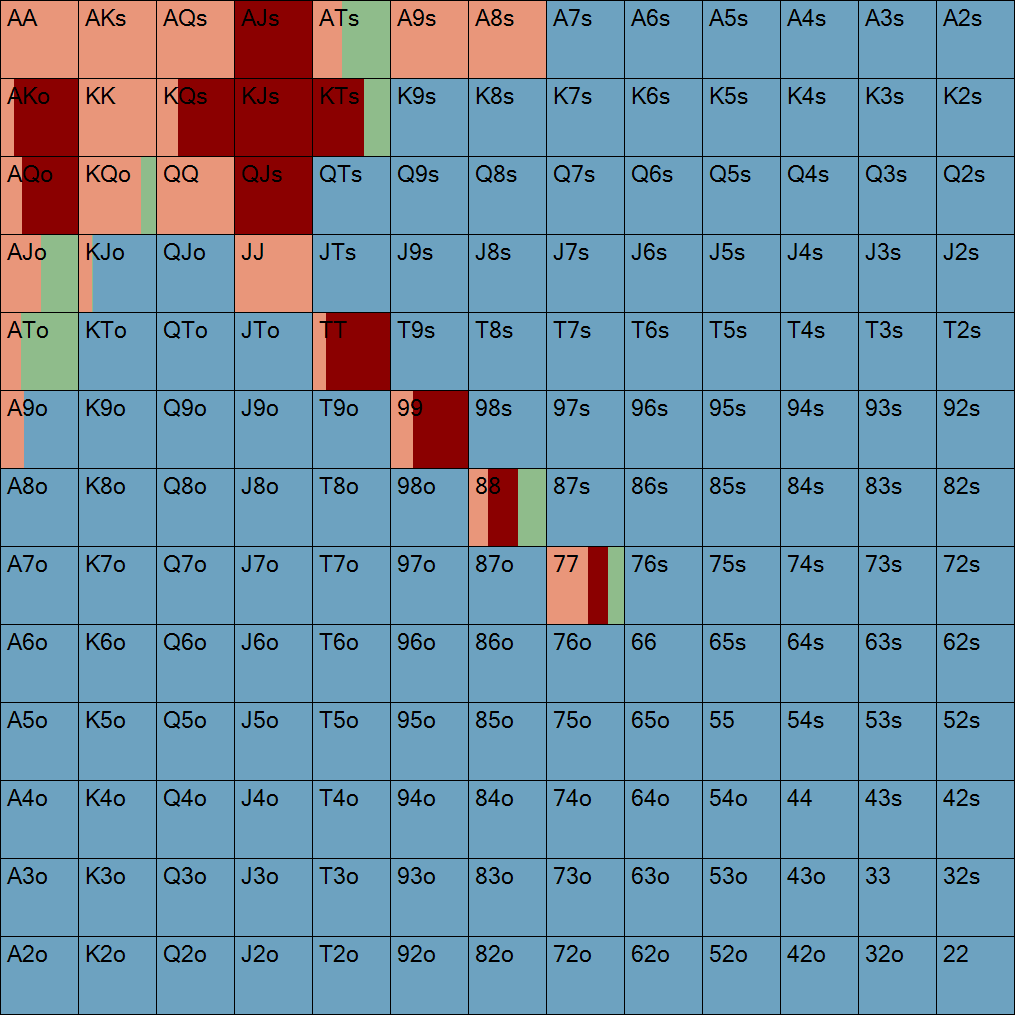 AA AKs AQs AJs ATs A9s A8s A7s A6s A5s A4s A3s A2s
AKo KK KQs KJs KTs K9s K8s K7s K6s K5s K4s K3s K2s
AQo KQo QQ QJs QTs Q9s Q8s Q7s Q6s Q5s Q4s Q3s Q2s
AJo KJo QJo JJ JTs J9s J8s J7s J6s J5s J4s J3s J2s
ATo KTo QTo JTo TT T9s T8s T7s T6s T5s T4s T3s T2s
A9o K9o Q9o J9o T9o 99 98s 97s 96s 95s 94s 93s 92s
A8o K8o Q8o J8o T8o 98o 88 87s 86s 85s 84s 83s 82s
A7o K7o Q7o J7o T7o 97o 87o 77 76s 75s 74s 73s 72s
A6o K6o Q6o J6o T6o 96o 86o 76o 66 65s 64s 63s 62s
A5o K5o Q5o J5o T5o 95o 85o 75o 65o 55 54s 53s 52s
A4o K4o Q4o J4o T4o 94o 84o 74o 64o 54o 44 43s 42s
A3o K3o Q3o J3o T3o 93o 83o 73o 63o 53o 43o 33 32s
A2o K2o Q2o J2o T2o 92o 82o 72o 62o 52o 42o 32o 22